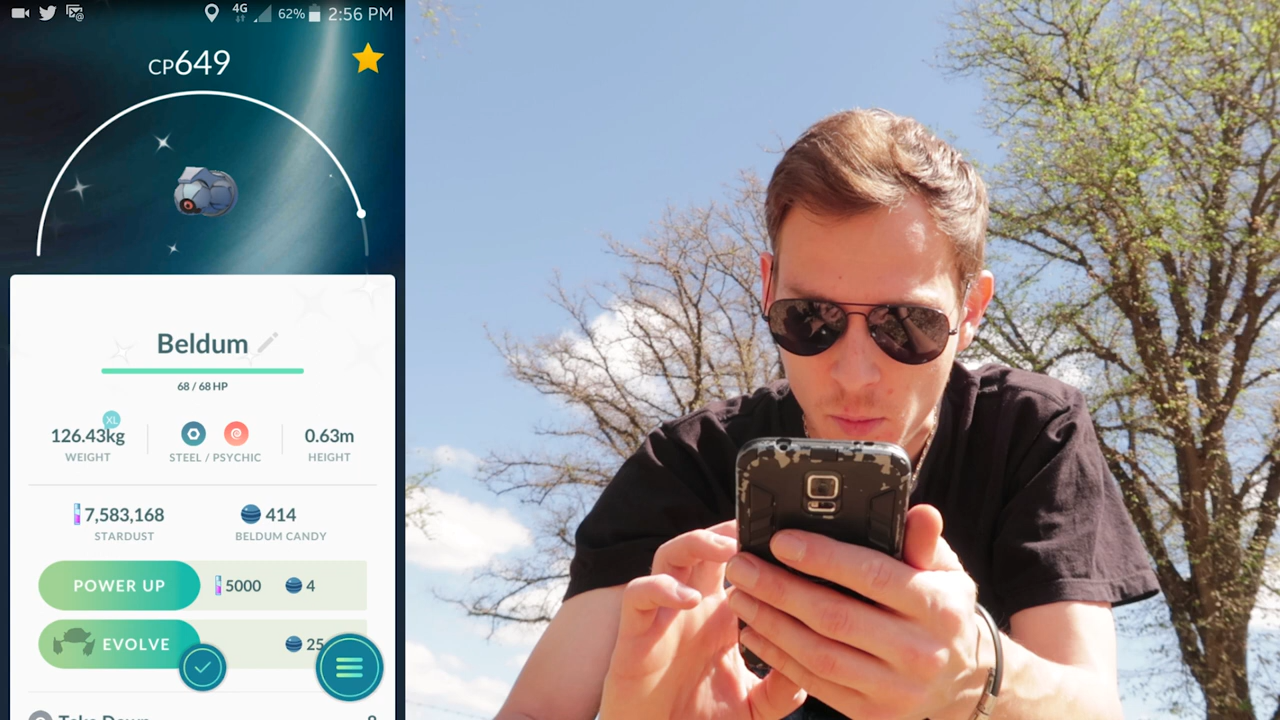 4G 62% 2:56 PM
CP649
Beldum
68 / 68 HP
XL
126.43kg
WEIGHT
STEEL / PSYCHIC
0.63m
HEIGHT
7,583,168
STARDUST
414
BELDUM CANDY
POWER UP 5000 4
EVOLVE 25